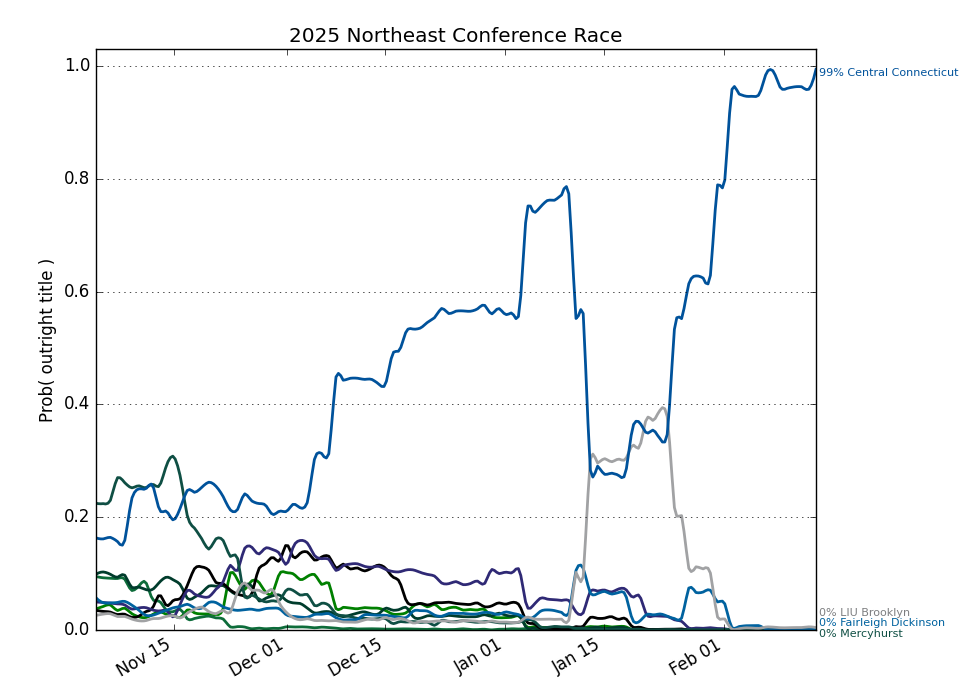 2025 Northeast Conference Race
1.0
99% Central Connecticut
0.8
0.6
Prob( outright title )
0.4
0.2
0% LIU Brooklyn
0% Fairleigh Dickinson
0.0
0% Mercyhurst
Nov 15
Dec 01
Dec 15
Jan 01
Jan 15
Feb 01